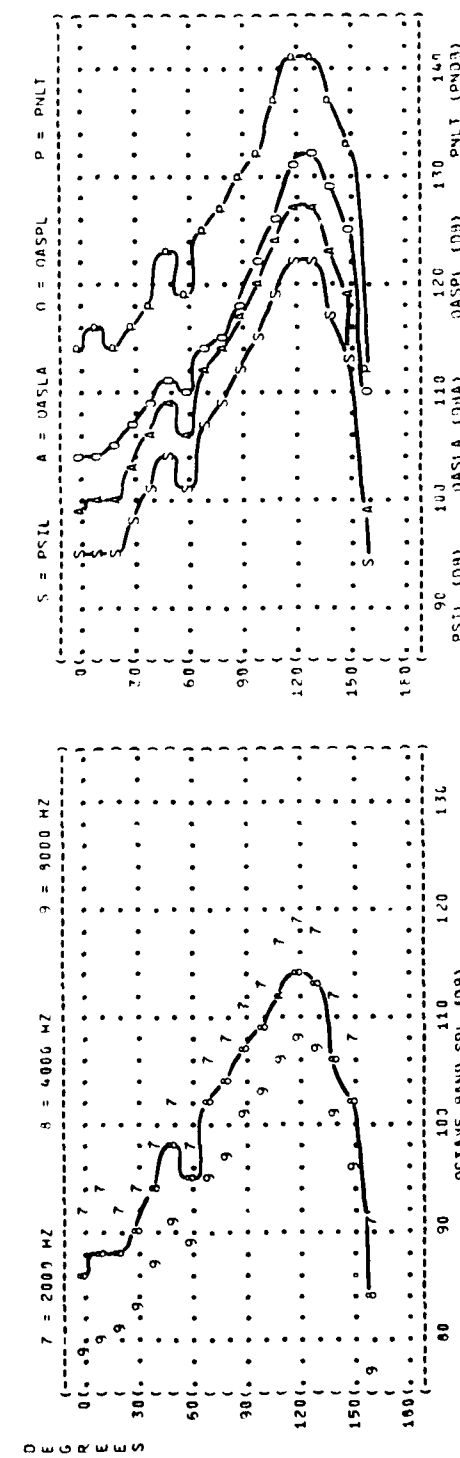 S = PSIL A = OASLA O = OASPL P = PNLT
0
30
60
90
120
150
180
90 100 110 120 130 140
PSIL (DB) OASLA (DBA) OASPL (DB) PNLT (PNDB)
7 = 2000 HZ 8 = 4000 HZ 9 = 8000 HZ
DEGREES
0
30
60
90
120
150
180
80 90 100 110 120 130
OCTAVE BAND SPL (DB)